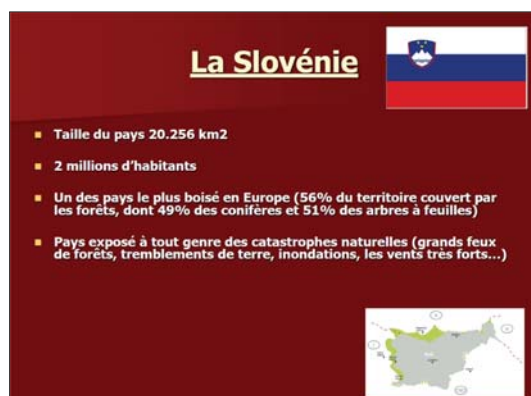 La Slovénie
Taille du pays 20.256 km2
2 millions d'habitants
Un des pays le plus boisé en Europe (56% du territoire couvert par
les forêts, dont 49% des conifères et 51% des arbres à feuilles)
Pays exposé à tout genre des catastrophes naturelles (grands feux
de forêts, tremblements de terre, inondations, les vents très forts...)